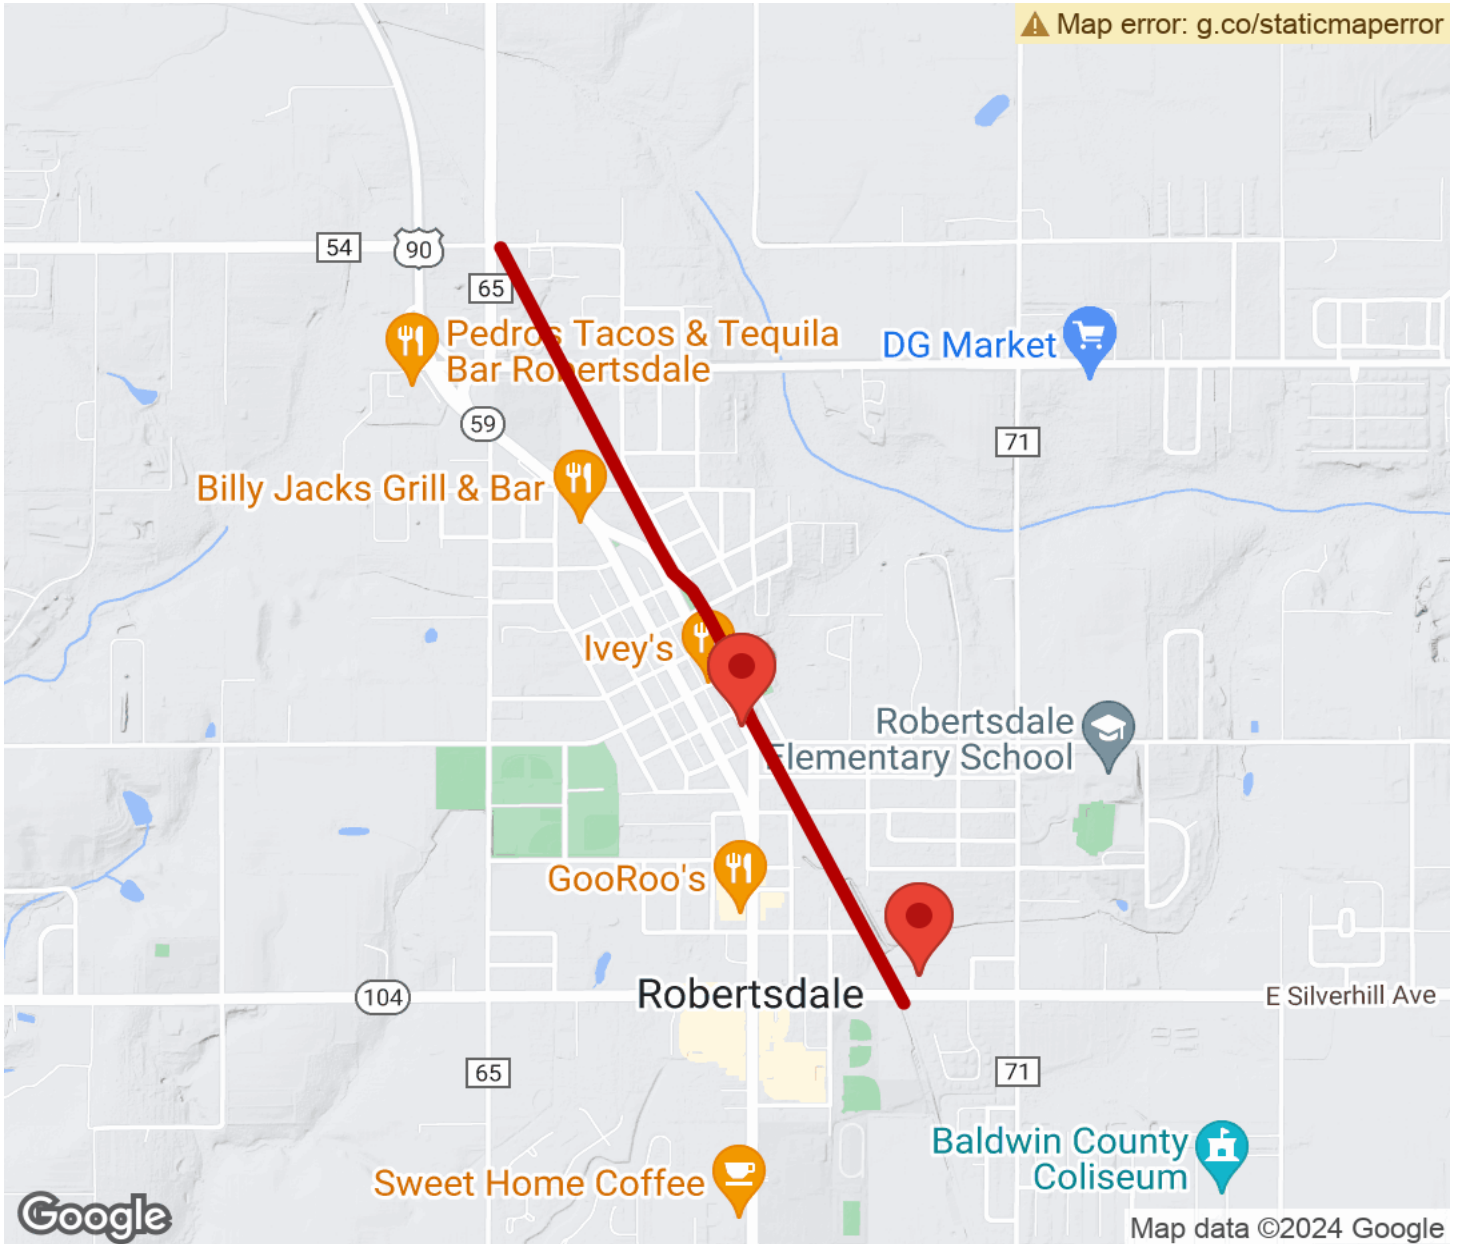 Map error: g.co/staticmaperror
54
90
65
Pedros Tacos & Tequila
Bar Robertsdale
DG Market
59
71
Billy Jacks Grill & Bar
Ivey's
Robertsdale
Elementary School
GooRoo's
Robertsdale
104
E Silverhill Ave
65
71
Baldwin County
Coliseum
Sweet Home Coffee
Google
Map data ©2024 Google